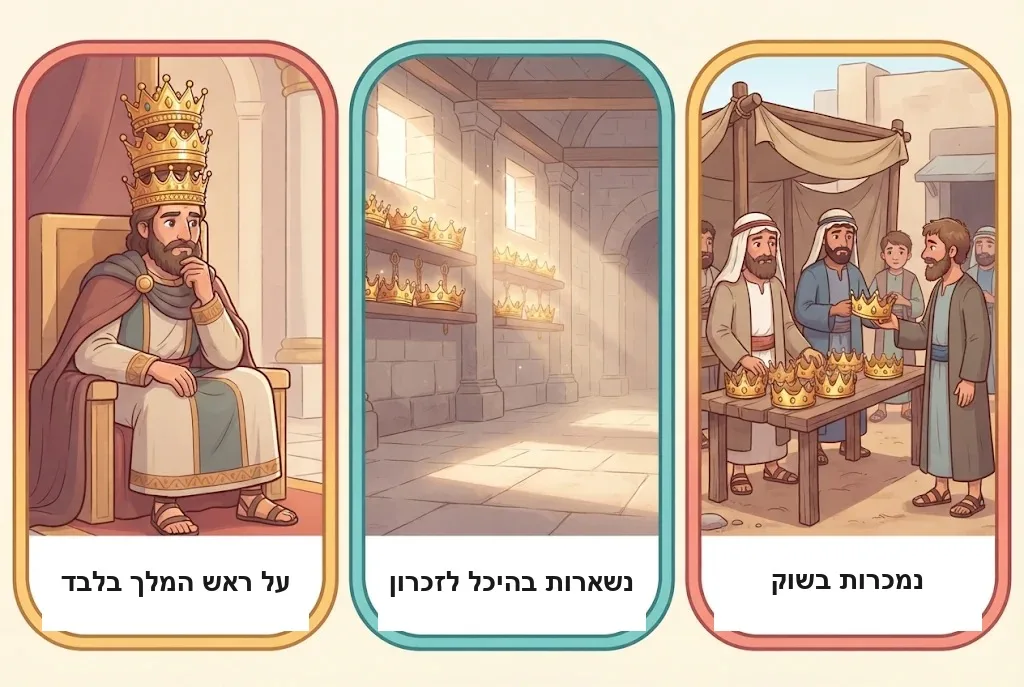 נמכרות בשוק
נשארות בהיכל לזכרון
על ראש המלך בלבד